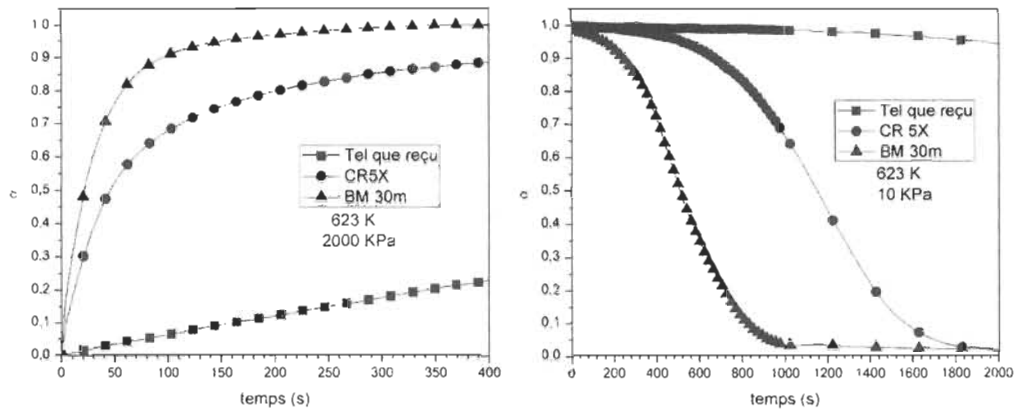 1.0
0.9
0.8
0.7
0.6
0,5
0.4
0.3
0.2
0.1
0.0
α
0 50 100 150 200 250 300 350 400
temps (s)
Tel que reçu
CR5X
BM 30m
623 K
2000 KPa
1.0
0.9
0.8
0.7
0.6
0.5
0.4
0.3
0.2
0,1
0.0
α
0 200 400 600 800 1000 1200 1400 1600 1800 2000
temps (s)
Tel que reçu
CR 5X
BM 30m
623 K
10 KPa